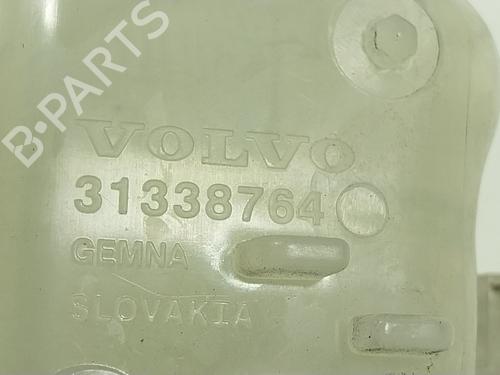 B-PARTS
VOLVO
31338764
GEMNA
SLOVAKIA